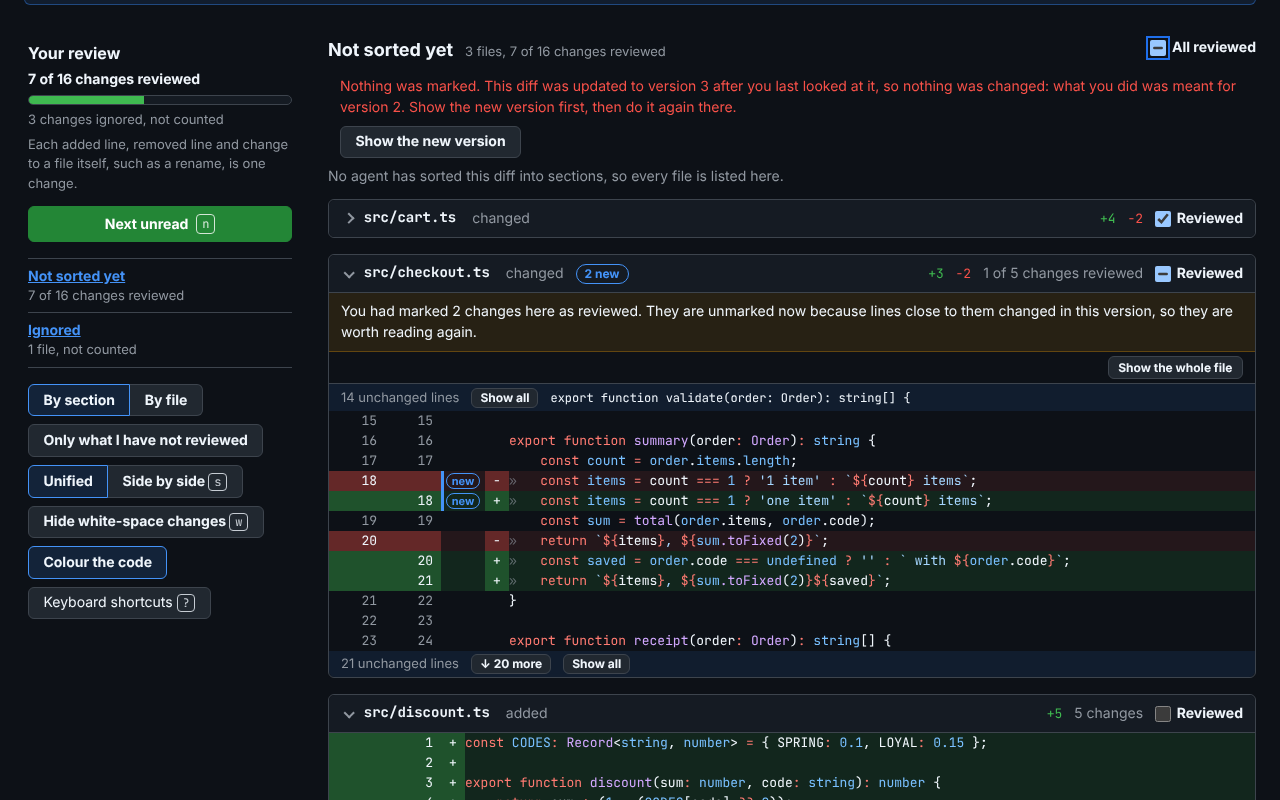 Your review
7 of 16 changes reviewed
3 changes ignored, not counted
Each added line, removed line and change
to a file itself, such as a rename, is one
change.
Next unread n
Not sorted yet
7 of 16 changes reviewed
Ignored
1 file, not counted
By section By file
Only what I have not reviewed
Unified Side by side s
Hide white-space changes w
Colour the code
Keyboard shortcuts ?
Not sorted yet 3 files, 7 of 16 changes reviewed All reviewed
Nothing was marked. This diff was updated to version 3 after you last looked at it, so nothing was changed: what you did was meant for
version 2. Show the new version first, then do it again there.
Show the new version
No agent has sorted this diff into sections, so every file is listed here.
src/cart.ts changed +4 -2 Reviewed
src/checkout.ts changed 2 new +3 -2 1 of 5 changes reviewed Reviewed
You had marked 2 changes here as reviewed. They are unmarked now because lines close to them changed in this version, so they are
worth reading again.
Show the whole file
14 unchanged lines Show all export function validate(order: Order): string[] {
15 15
16 16 export function summary(order: Order): string {
17 17 const count = order.items.length;
18 new - » const items = count === 1 ? '1 item' : `${count} items`;
18 new + » const items = count === 1 ? 'one item' : `${count} items`;
19 19 const sum = total(order.items, order.code);
20 - » return `${items}, ${sum.toFixed(2)}`;
20 + » const saved = order.code === undefined ? '' : ` with ${order.code}`;
21 + » return `${items}, ${sum.toFixed(2)}${saved}`;
21 22 }
22 23
23 24 export function receipt(order: Order): string[] {
21 unchanged lines ↓ 20 more Show all
src/discount.ts added +5 5 changes Reviewed
1 + const CODES: Record<string, number> = { SPRING: 0.1, LOYAL: 0.15 };
2 +
3 + export function discount(sum: number, code: string): number {